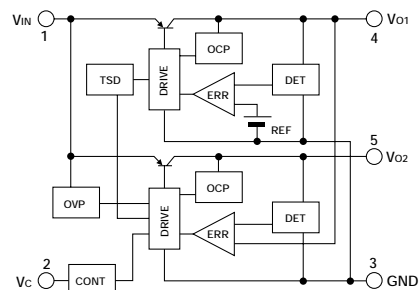 VIN
1
VO1
4
OCP
TSD
DRIVE
ERR
DET
REF
5
VO2
OVP
OCP
DRIVE
DET
ERR
2
VC
CONT
3
GND